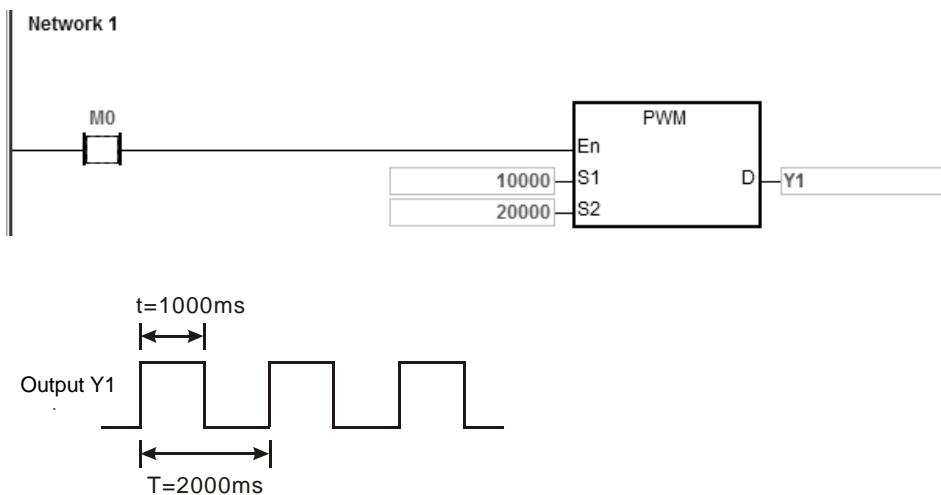 Network 1
M0
PWM
En
10000 S1 D Y1
20000 S2
t=1000ms
Output Y1
T=2000ms